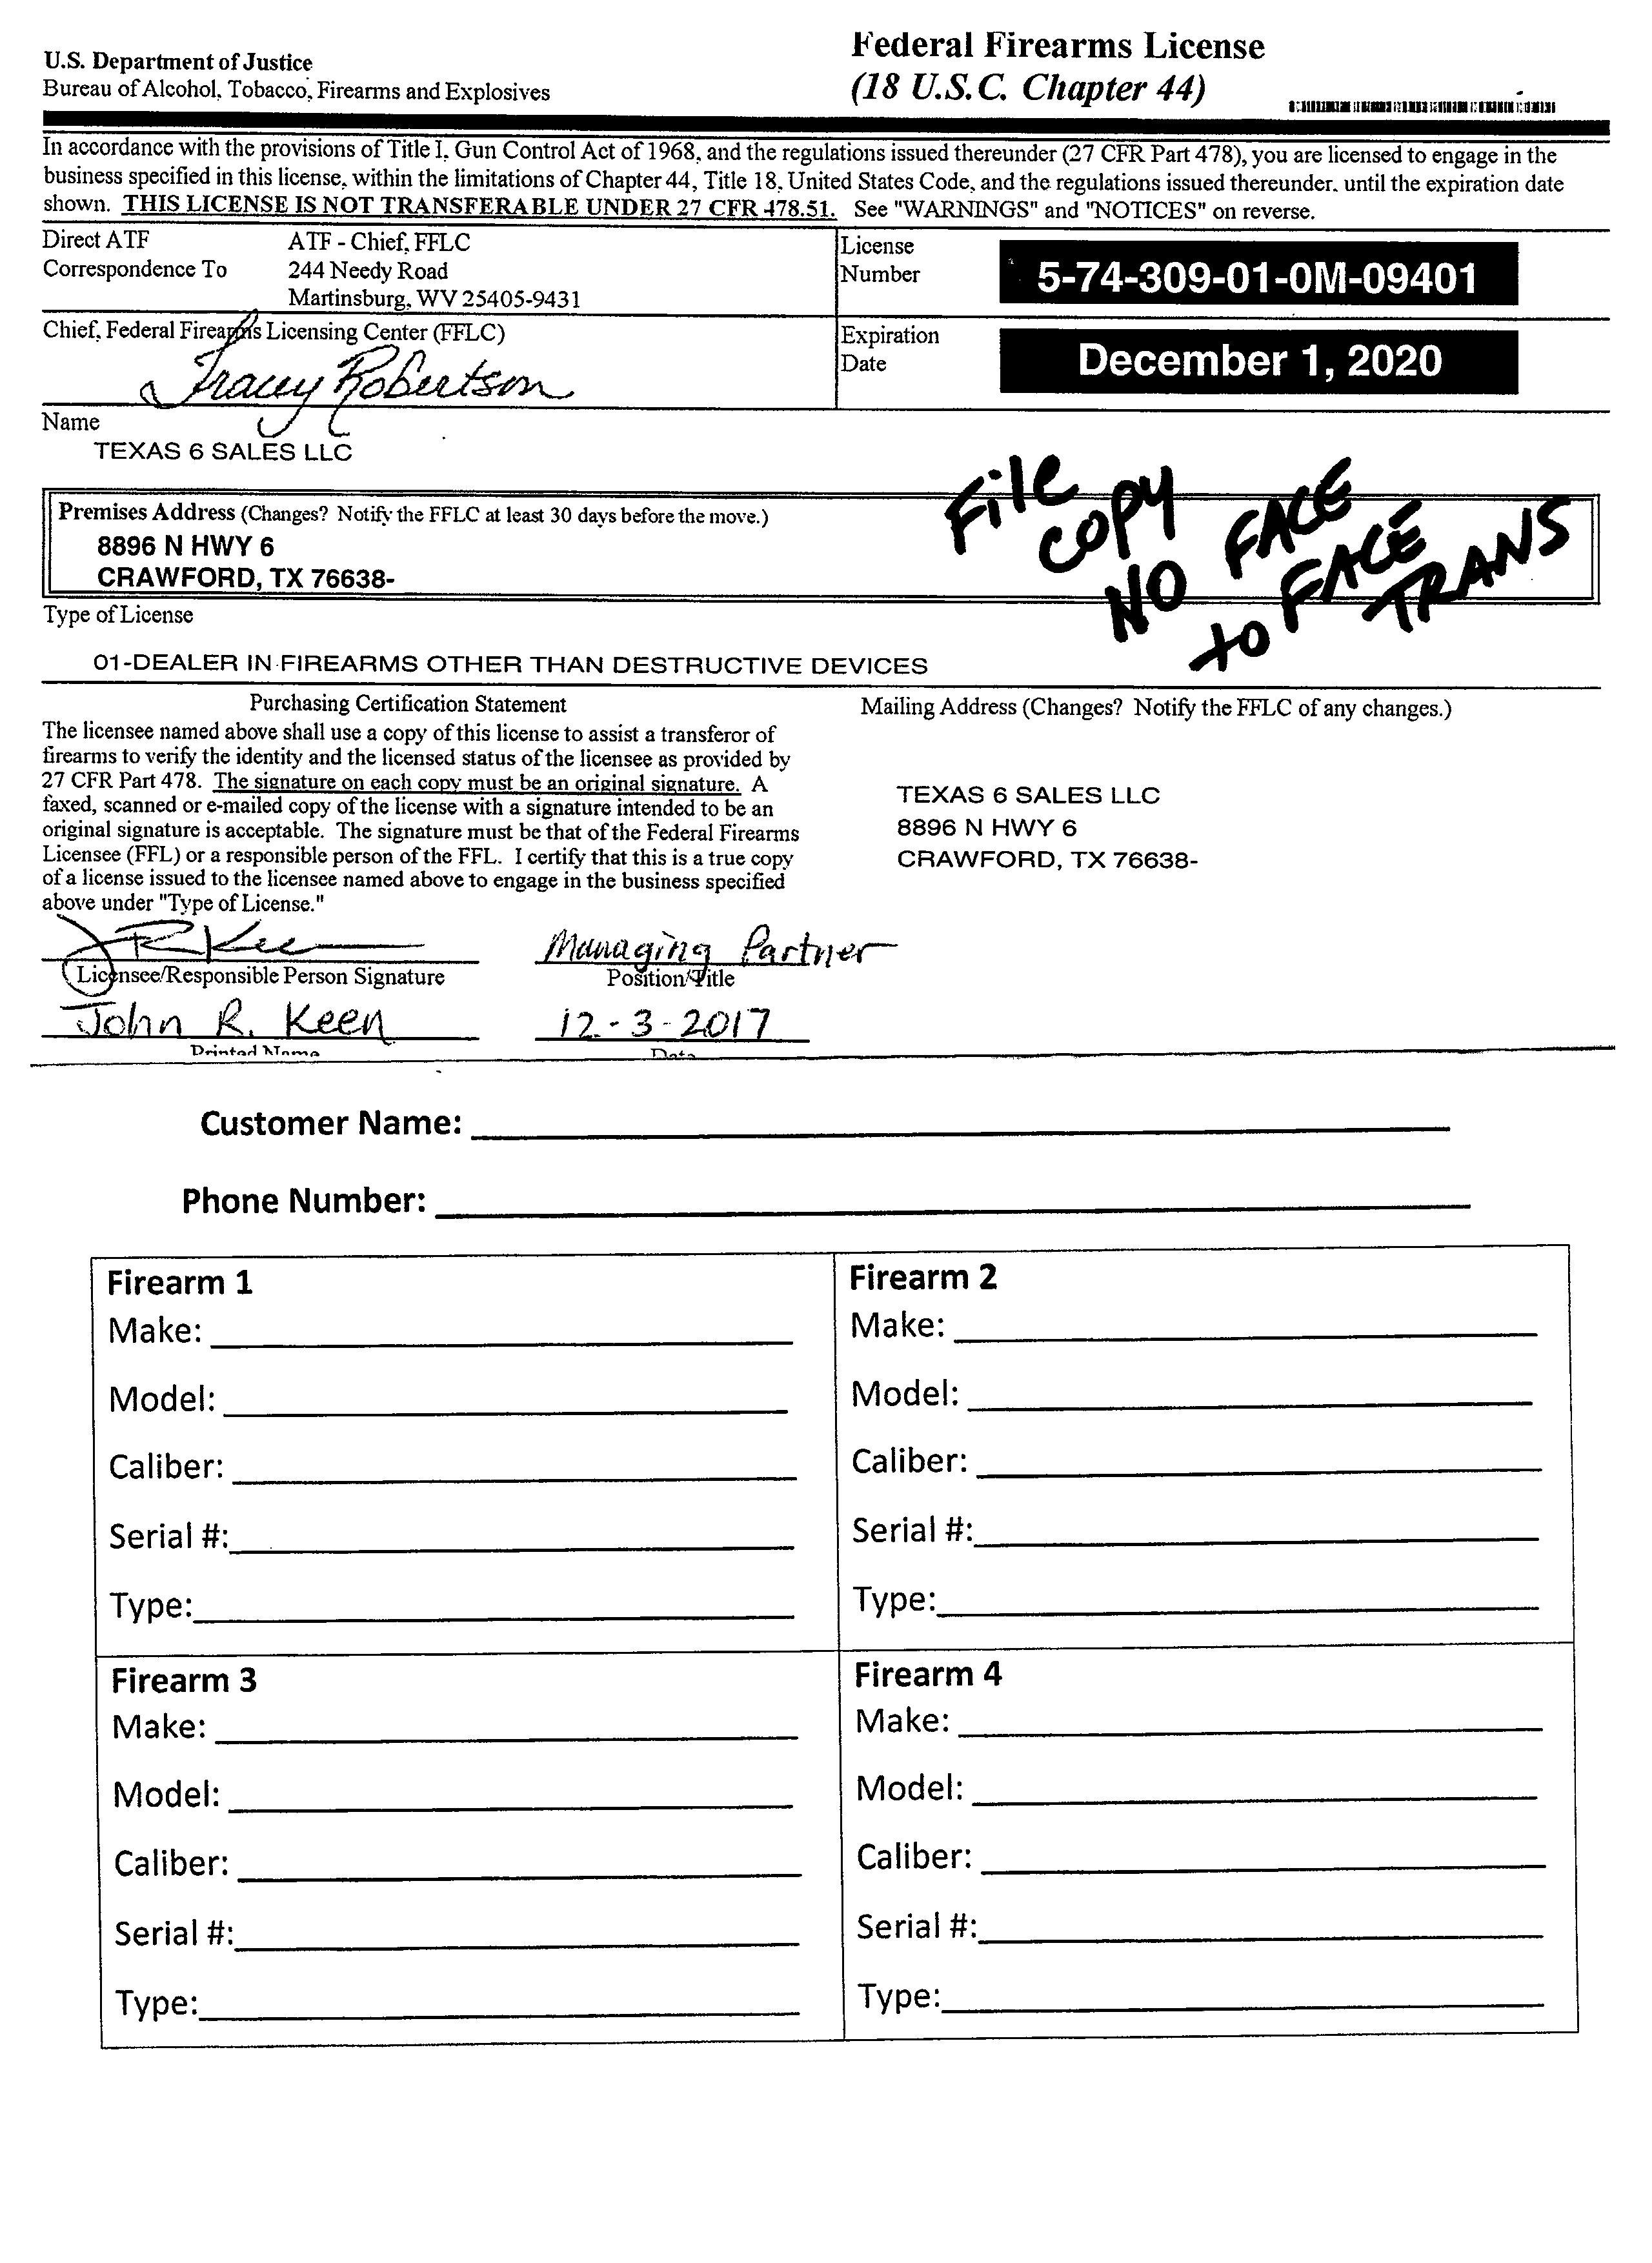 U.S. Department of Justice
Bureau of Alcohol, Tobacco, Firearms and Explosives
Federal Firearms License
(18 U.S.C. Chapter 44)
In accordance with the provisions of Title I, Gun Control Act of 1968, and the regulations issued thereunder (27 CFR Part 478), you are licensed to engage in the
business specified in this license, within the limitations of Chapter 44, Title 18, United States Code, and the regulations issued thereunder, until the expiration date
shown. THIS LICENSE IS NOT TRANSFERABLE UNDER 27 CFR 478.51. See "WARNINGS" and "NOTICES" on reverse.
Direct ATF
Correspondence To
ATF - Chief, FFLC
244 Needy Road
Martinsburg, WV 25405-9431
License
Number
5-74-309-01-0M-09401
Chief, Federal Firearms Licensing Center (FFLC)
Tracey Robertson
Expiration
Date
December 1, 2020
Name
TEXAS 6 SALES LLC
File
COPY
NO FACE
to FACE
TRANS
Premises Address (Changes? Notify the FFLC at least 30 days before the move.)
8896 N HWY 6
CRAWFORD, TX 76638-
Type of License
01-DEALER IN FIREARMS OTHER THAN DESTRUCTIVE DEVICES
Purchasing Certification Statement
The licensee named above shall use a copy of this license to assist a transferor of
firearms to verify the identity and the licensed status of the licensee as provided by
27 CFR Part 478. The signature on each copy must be an original signature. A
faxed, scanned or e-mailed copy of the license with a signature intended to be an
original signature is acceptable. The signature must be that of the Federal Firearms
Licensee (FFL) or a responsible person of the FFL. I certify that this is a true copy
of a license issued to the licensee named above to engage in the business specified
above under "Type of License."
Mailing Address (Changes? Notify the FFLC of any changes.)
TEXAS 6 SALES LLC
8896 N HWY 6
CRAWFORD, TX 76638-
JR Keen
Managing Partner
Licensee/Responsible Person Signature
Position/Title
John R. Keen
12-3-2017
Printed Name
Date
Customer Name:
Phone Number:
Firearm 1
Make:
Model:
Caliber:
Serial #:
Type:
Firearm 2
Make:
Model:
Caliber:
Serial #:
Type:
Firearm 3
Make:
Model:
Caliber:
Serial #:
Type:
Firearm 4
Make:
Model:
Caliber:
Serial #:
Type: